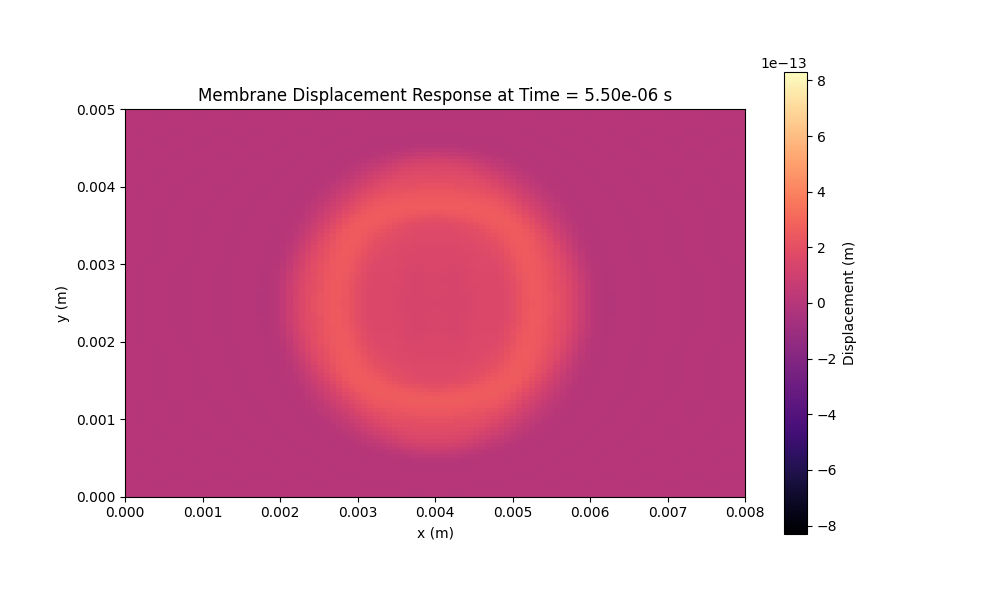 1e−13
Membrane Displacement Response at Time = 5.50e-06 s
0.005
0.004
0.003
0.002
0.001
0.000
y (m)
0.000 0.001 0.002 0.003 0.004 0.005 0.006 0.007 0.008
x (m)
8
6
4
2
0
−2
−4
−6
−8
Displacement (m)